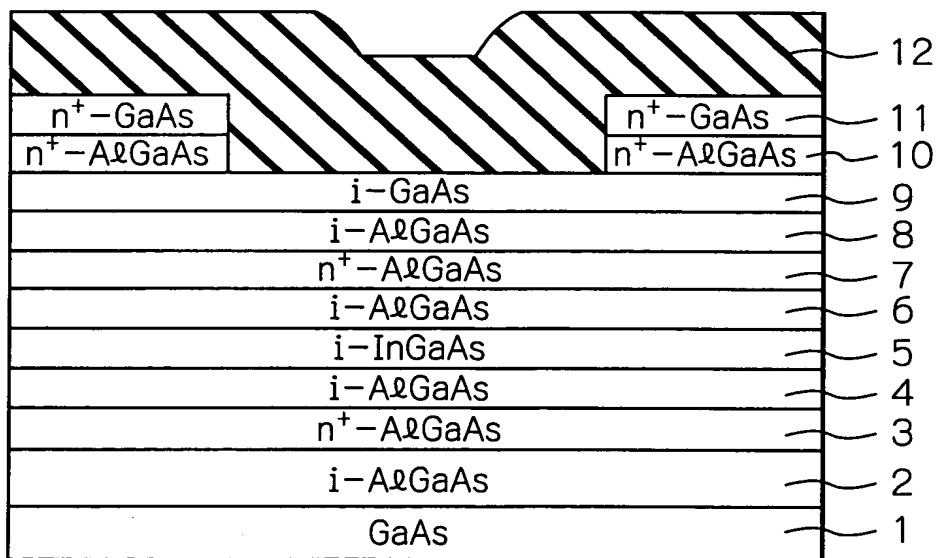 12
n⁺−GaAs n⁺−GaAs 11
n⁺−AℓGaAs n⁺−AℓGaAs 10
i−GaAs 9
i−AℓGaAs 8
n⁺−AℓGaAs 7
i−AℓGaAs 6
i−InGaAs 5
i−AℓGaAs 4
n⁺−AℓGaAs 3
i−AℓGaAs 2
GaAs 1